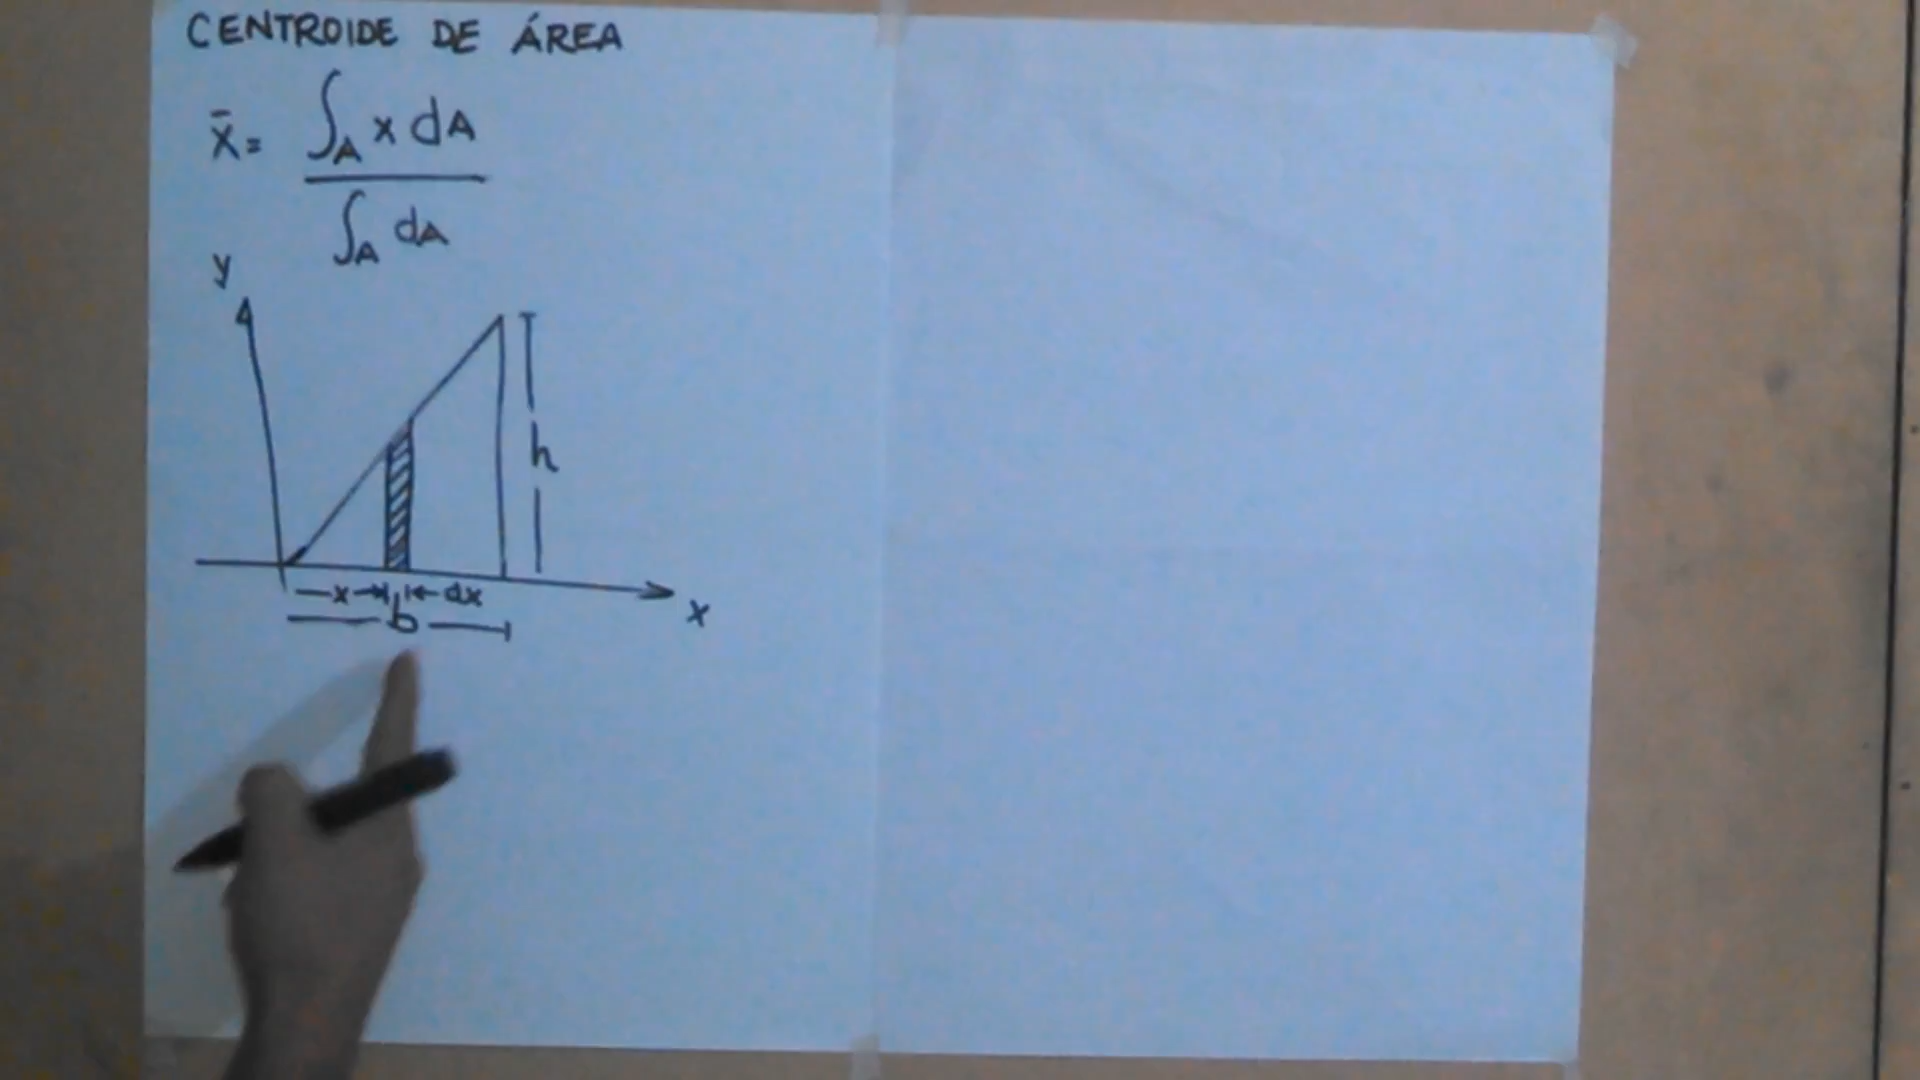 CENTROIDE DE ÁREA
x̄ = ∫A x dA
∫A dA
y
h
x dx
b
x